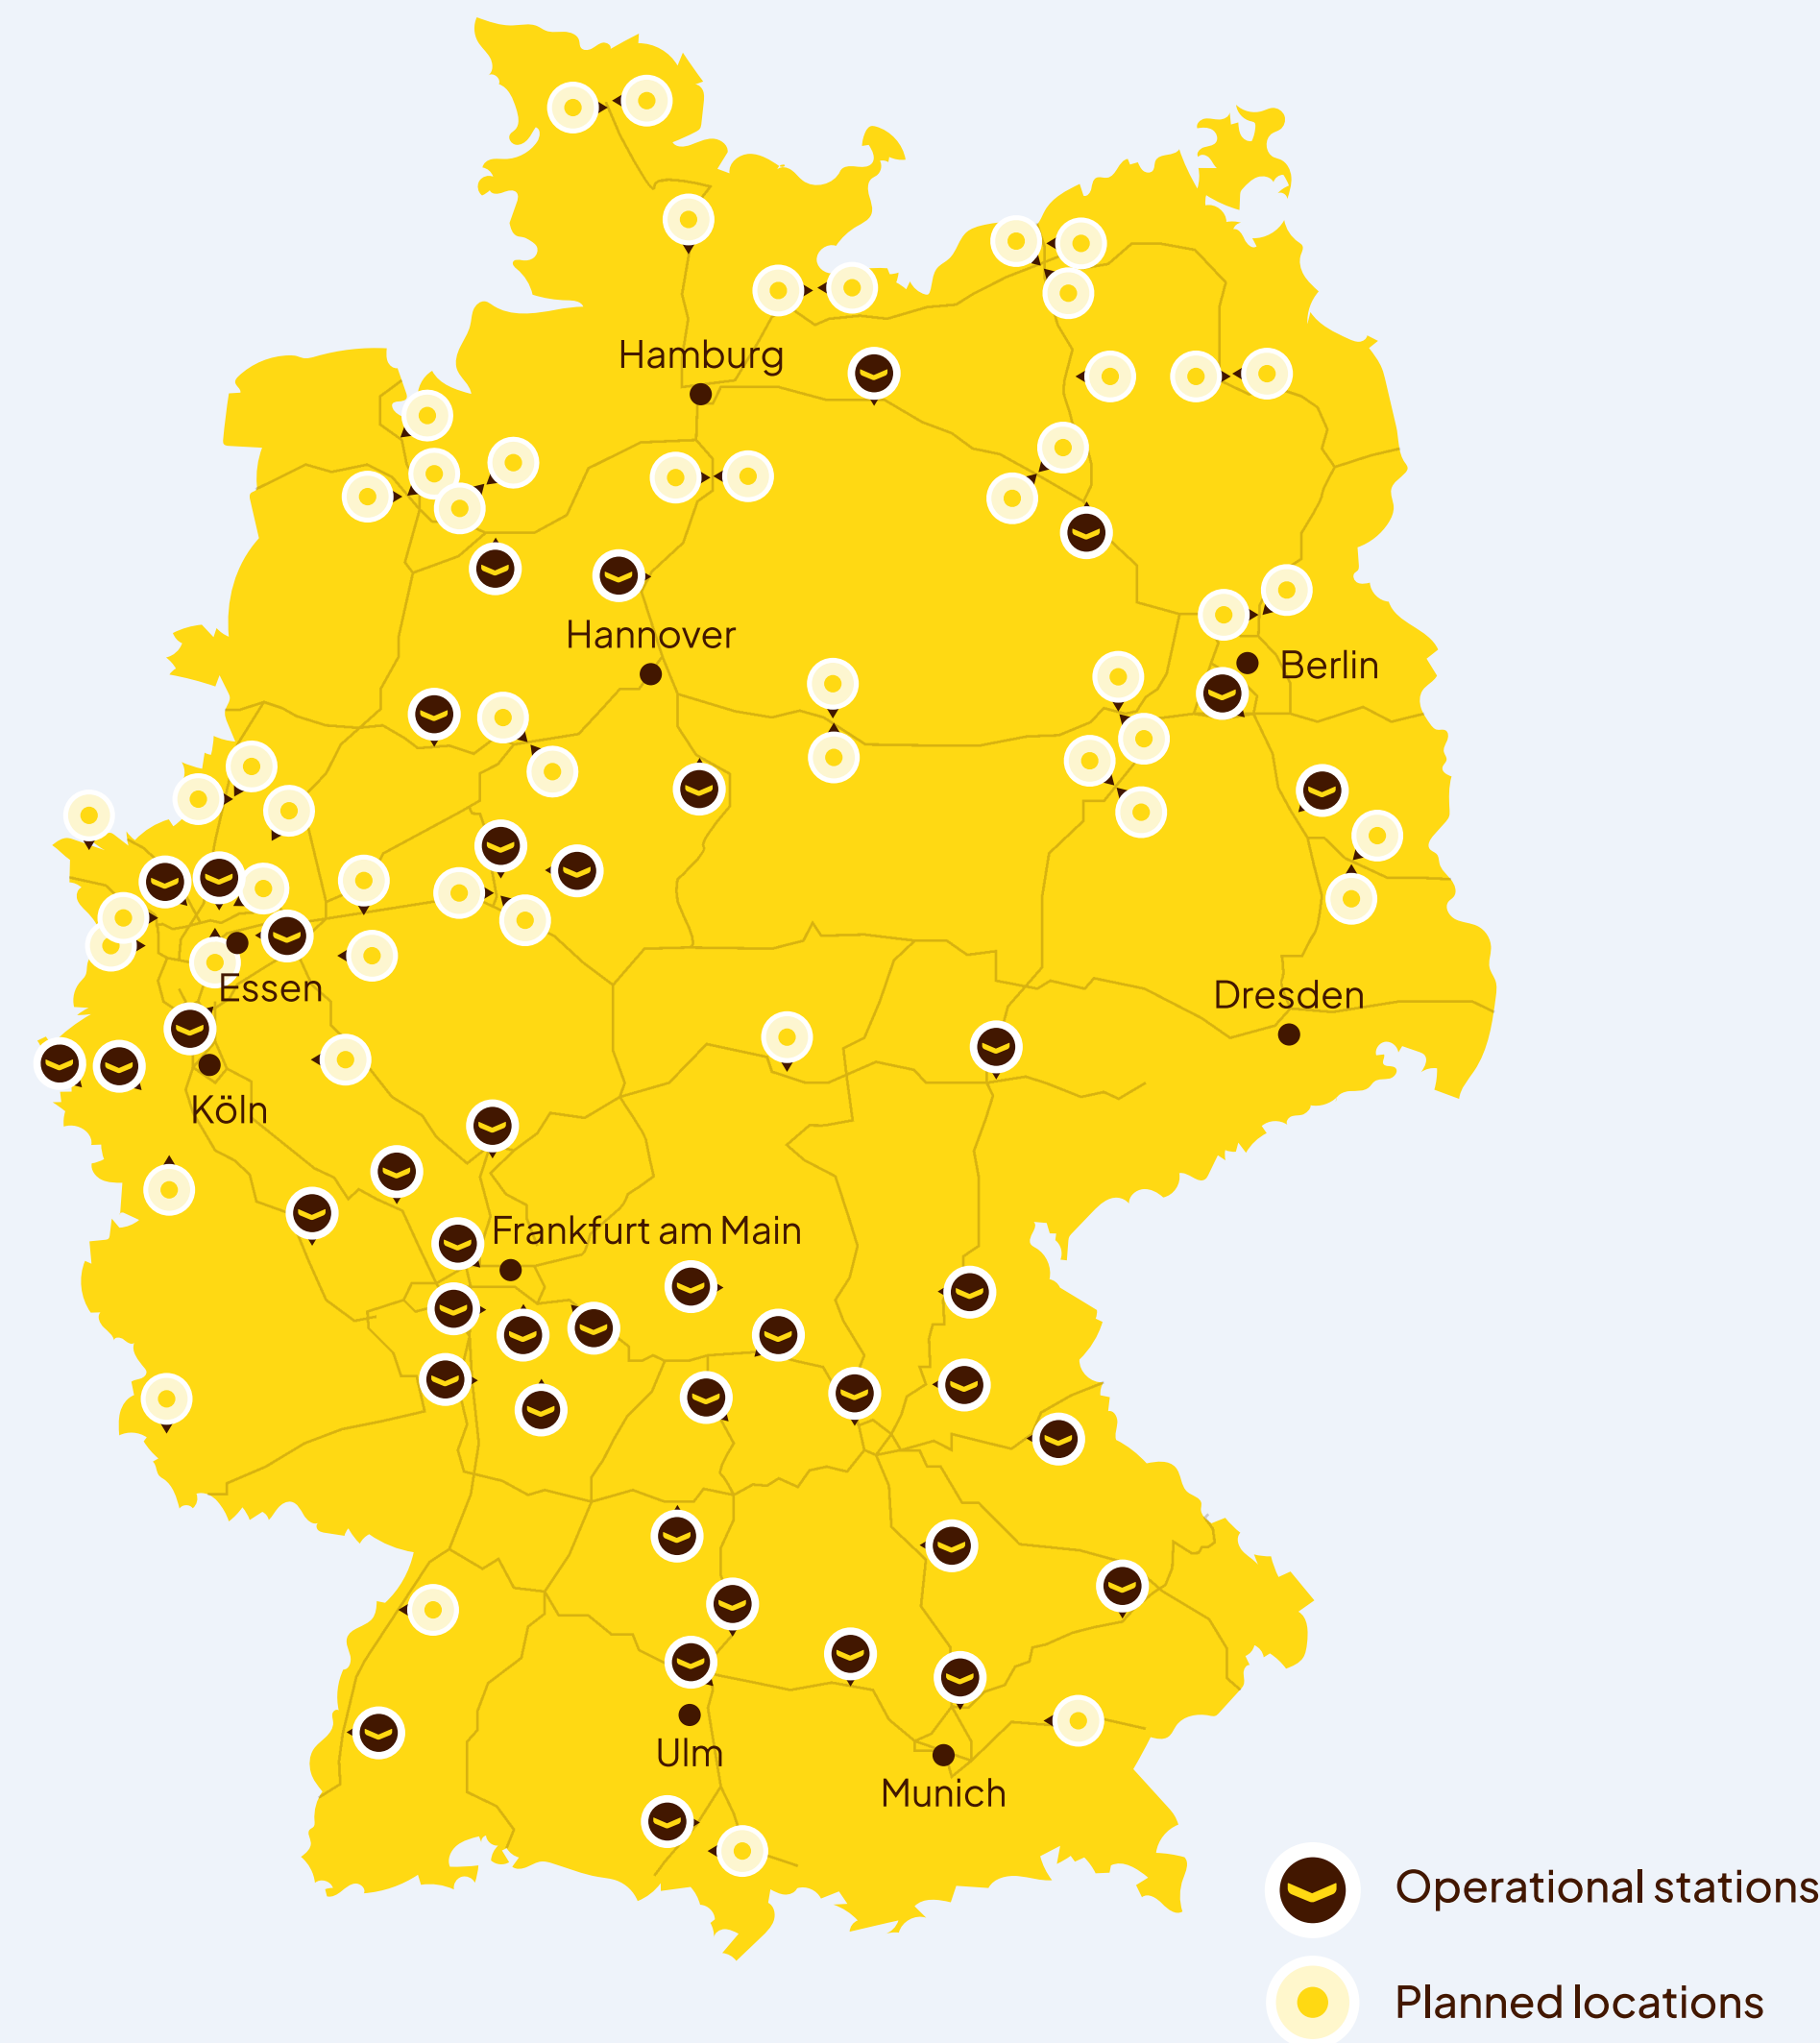 Hamburg
Hannover
Berlin
Essen
Dresden
Köln
Frankfurt am Main
Ulm
Munich
Operational stations
Planned locations